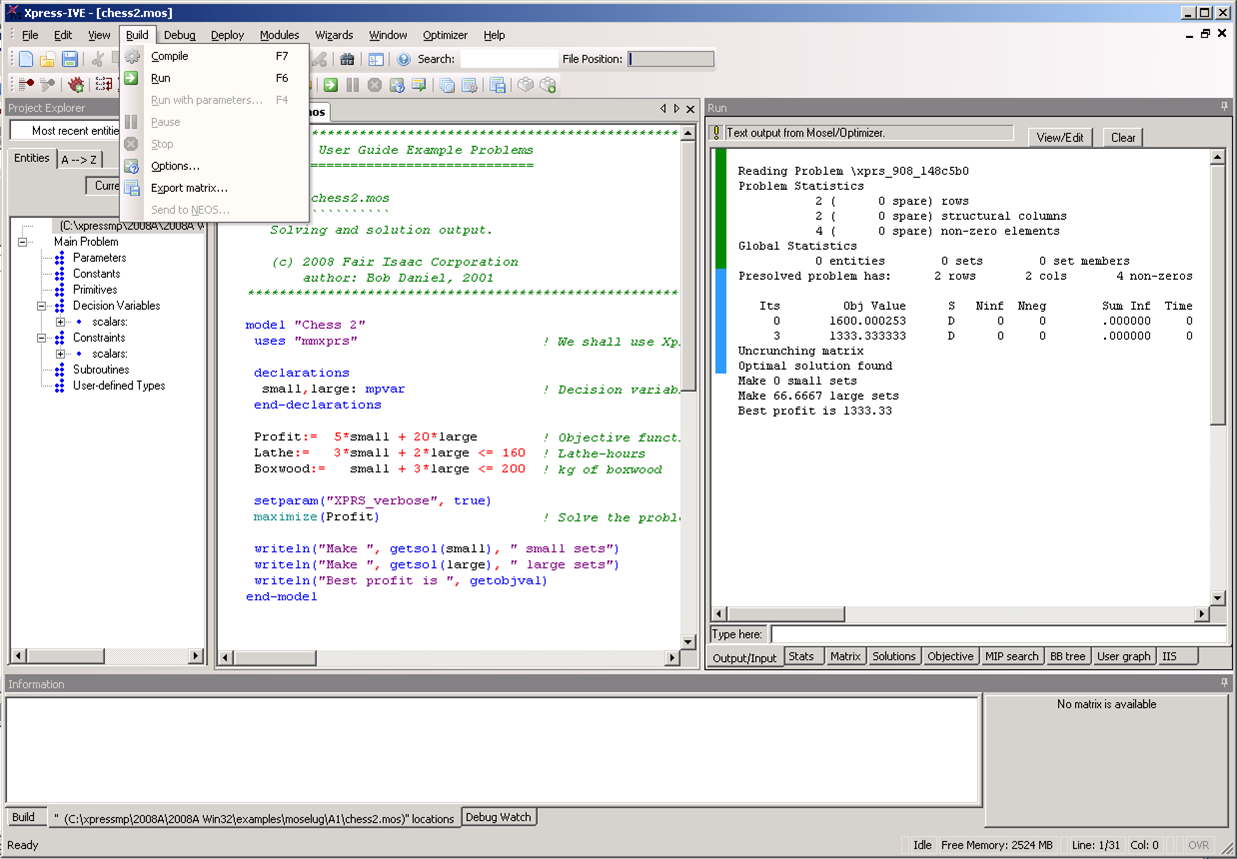 Xpress-IVE - [chess2.mos]
File Edit View Build Debug Deploy Modules Wizards Window Optimizer Help
Search: File Position:
Compile F7
Run F6
Run with parameters... F4
Pause
Stop
Options...
Export matrix...
Send to NEOS...
Project Explorer
Most recent entitie
Entities A --> Z
Curre
(C:\xpressmp\2008A\2008A W
Main Problem
Parameters
Constants
Primitives
Decision Variables
scalars:
Constraints
scalars:
Subroutines
User-defined Types
mos
**********************************************
User Guide Example Problems
============================
chess2.mos
``````````
Solving and solution output.
(c) 2008 Fair Isaac Corporation
author: Bob Daniel, 2001
******************************************************
model "Chess 2"
uses "mmxprs" ! We shall use Xp
declarations
small,large: mpvar ! Decision variab
end-declarations
Profit:= 5*small + 20*large ! Objective funct
Lathe:= 3*small + 2*large <= 160 ! Lathe-hours
Boxwood:= small + 3*large <= 200 ! kg of boxwood
setparam("XPRS_verbose", true)
maximize(Profit) ! Solve the probl
writeln("Make ", getsol(small), " small sets")
writeln("Make ", getsol(large), " large sets")
writeln("Best profit is ", getobjval)
end-model
Run
Text output from Mosel/Optimizer.
View/Edit Clear
Reading Problem \xprs_908_148c5b0
Problem Statistics
2 ( 0 spare) rows
2 ( 0 spare) structural columns
4 ( 0 spare) non-zero elements
Global Statistics
0 entities 0 sets 0 set members
Presolved problem has: 2 rows 2 cols 4 non-zeros
Its Obj Value S Ninf Nneg Sum Inf Time
0 1600.000253 D 0 0 .000000 0
3 1333.333333 D 0 0 .000000 0
Uncrunching matrix
Optimal solution found
Make 0 small sets
Make 66.6667 large sets
Best profit is 1333.33
Type here:
Output/Input Stats Matrix Solutions Objective MIP search BB tree User graph IIS
Information
No matrix is available
Build " (C:\xpressmp\2008A\2008A Win32\examples\moselug\A1\chess2.mos)" locations Debug Watch
Ready Idle Free Memory: 2524 MB Line: 1/31 Col: 0 OVR